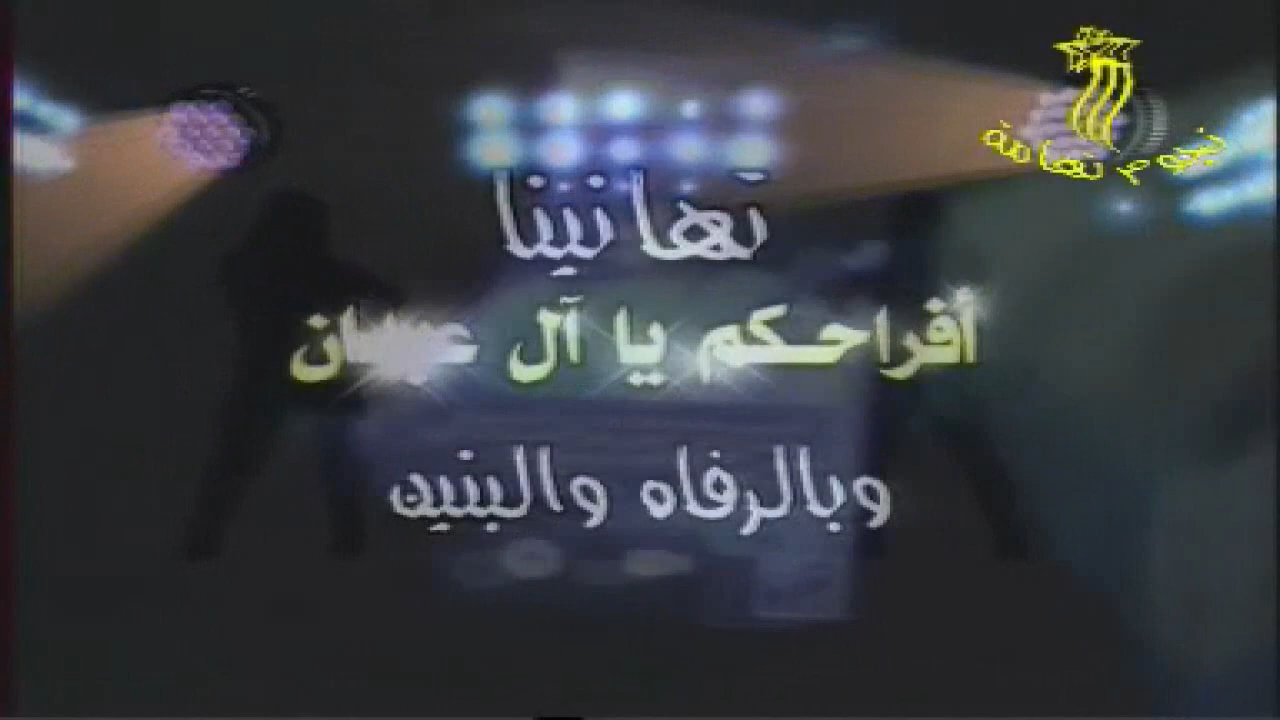 نجوم تهامة
تهانينا
أفراحكم يا آل
وبالرفاه والبنين